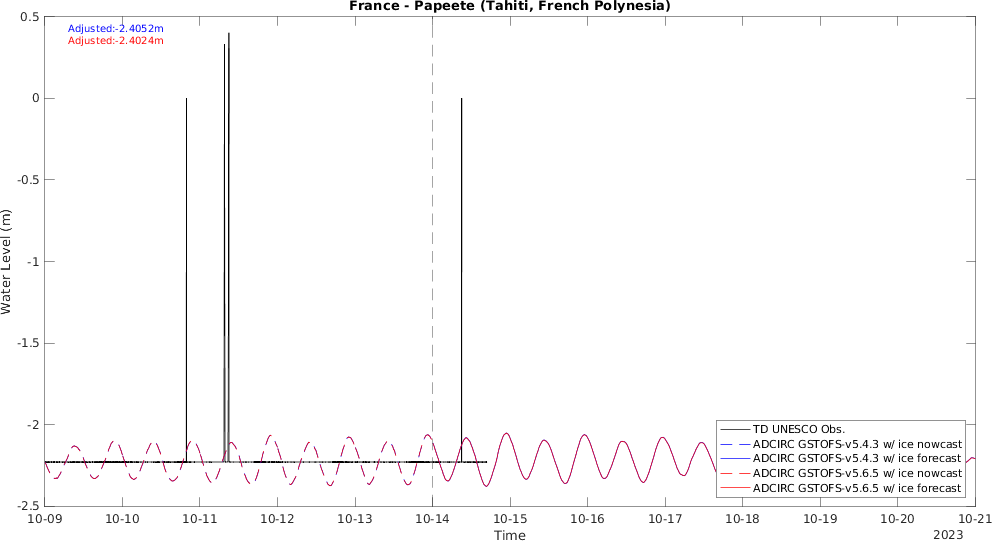 France - Papeete (Tahiti, French Polynesia)
Adjusted:-2.4052m
Adjusted:-2.4024m
0.5
0
-0.5
-1
-1.5
-2
-2.5
Water Level (m)
TD UNESCO Obs.
ADCIRC GSTOFS-v5.4.3 w/ ice nowcast
ADCIRC GSTOFS-v5.4.3 w/ ice forecast
ADCIRC GSTOFS-v5.6.5 w/ ice nowcast
ADCIRC GSTOFS-v5.6.5 w/ ice forecast
10-09 10-10 10-11 10-12 10-13 10-14 10-15 10-16 10-17 10-18 10-19 10-20 10-21
Time
2023